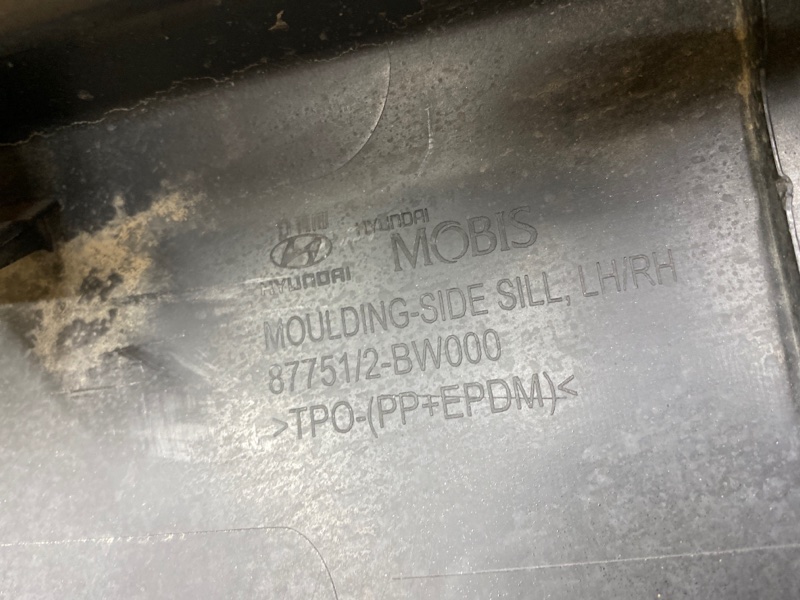 HYUNDAI
HYUNDAI
MOBIS
MOULDING-SIDE SILL, LH/RH
87751/2-BW000
>TPO-(PP+EPDM)<